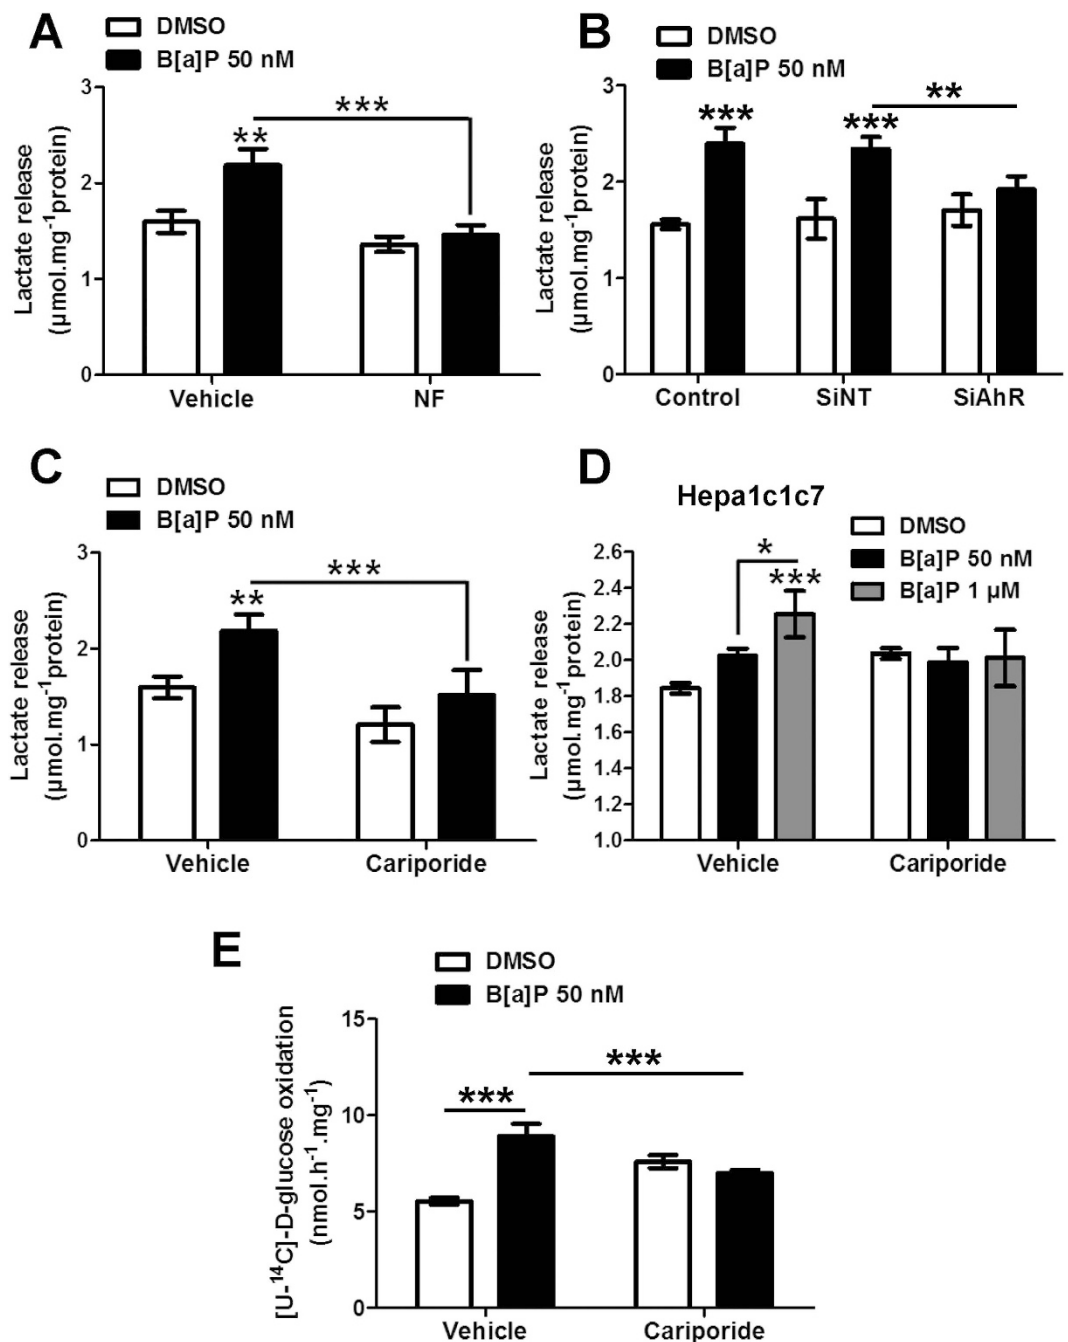 A
DMSO
B[a]P 50 nM
Lactate release
(µmol.mg⁻¹protein)
3
2
1
0
**
***
Vehicle
NF
B
DMSO
B[a]P 50 nM
Lactate release
(µmol.mg⁻¹protein)
3
2
1
0
***
***
**
Control
SiNT
SiAhR
C
DMSO
B[a]P 50 nM
Lactate release
(µmol.mg⁻¹protein)
3
2
1
0
**
***
Vehicle
Cariporide
D
Hepa1c1c7
DMSO
B[a]P 50 nM
B[a]P 1 µM
Lactate release
(µmol.mg⁻¹protein)
2.6
2.4
2.2
2.0
1.8
1.6
1.4
1.2
1.0
*
***
Vehicle
Cariporide
E
DMSO
B[a]P 50 nM
[U-¹⁴C]-D-glucose oxidation
(nmol.h⁻¹.mg⁻¹)
15
10
5
0
***
***
Vehicle
Cariporide